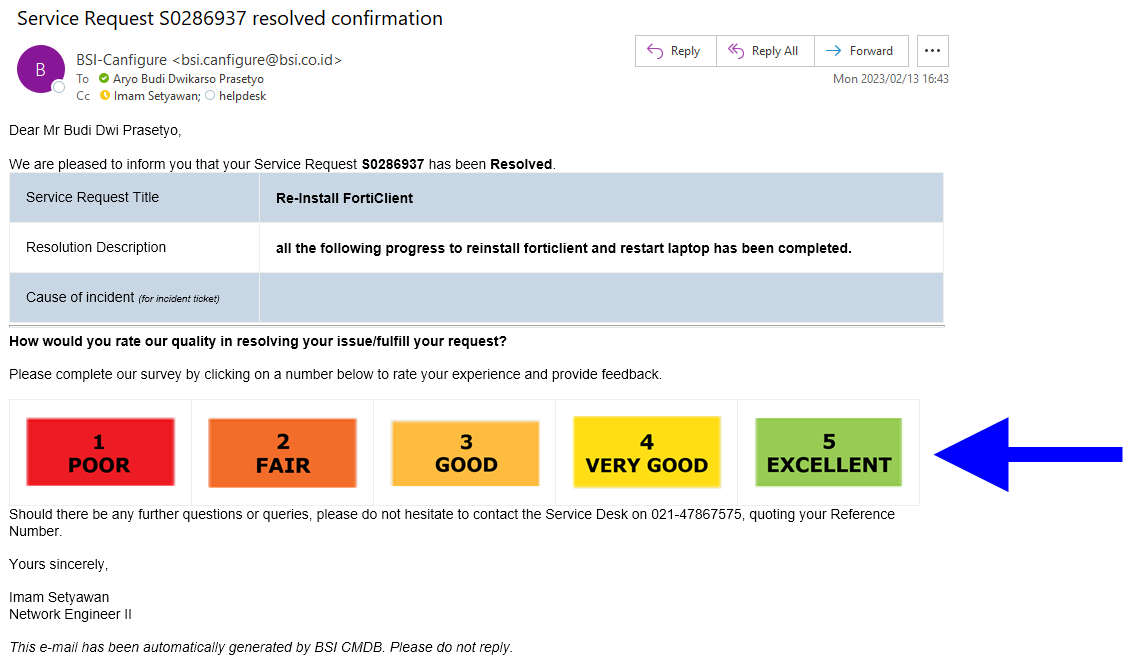 Service Request S0286937 resolved confirmation
B
BSI-Canfigure <bsi.canfigure@bsi.co.id>
Reply
Reply All
Forward
To Aryo Budi Dwikarso Prasetyo
Mon 2023/02/13 16:43
Cc Imam Setyawan; helpdesk
Dear Mr Budi Dwi Prasetyo,
We are pleased to inform you that your Service Request S0286937 has been Resolved.
Service Request Title Re-Install FortiClient
Resolution Description all the following progress to reinstall forticlient and restart laptop has been completed.
Cause of incident (for incident ticket)
How would you rate our quality in resolving your issue/fulfill your request?
Please complete our survey by clicking on a number below to rate your experience and provide feedback.
1 2 3 4 5
POOR FAIR GOOD VERY GOOD EXCELLENT
Should there be any further questions or queries, please do not hesitate to contact the Service Desk on 021-47867575, quoting your Reference
Number.
Yours sincerely,
Imam Setyawan
Network Engineer II
This e-mail has been automatically generated by BSI CMDB. Please do not reply.